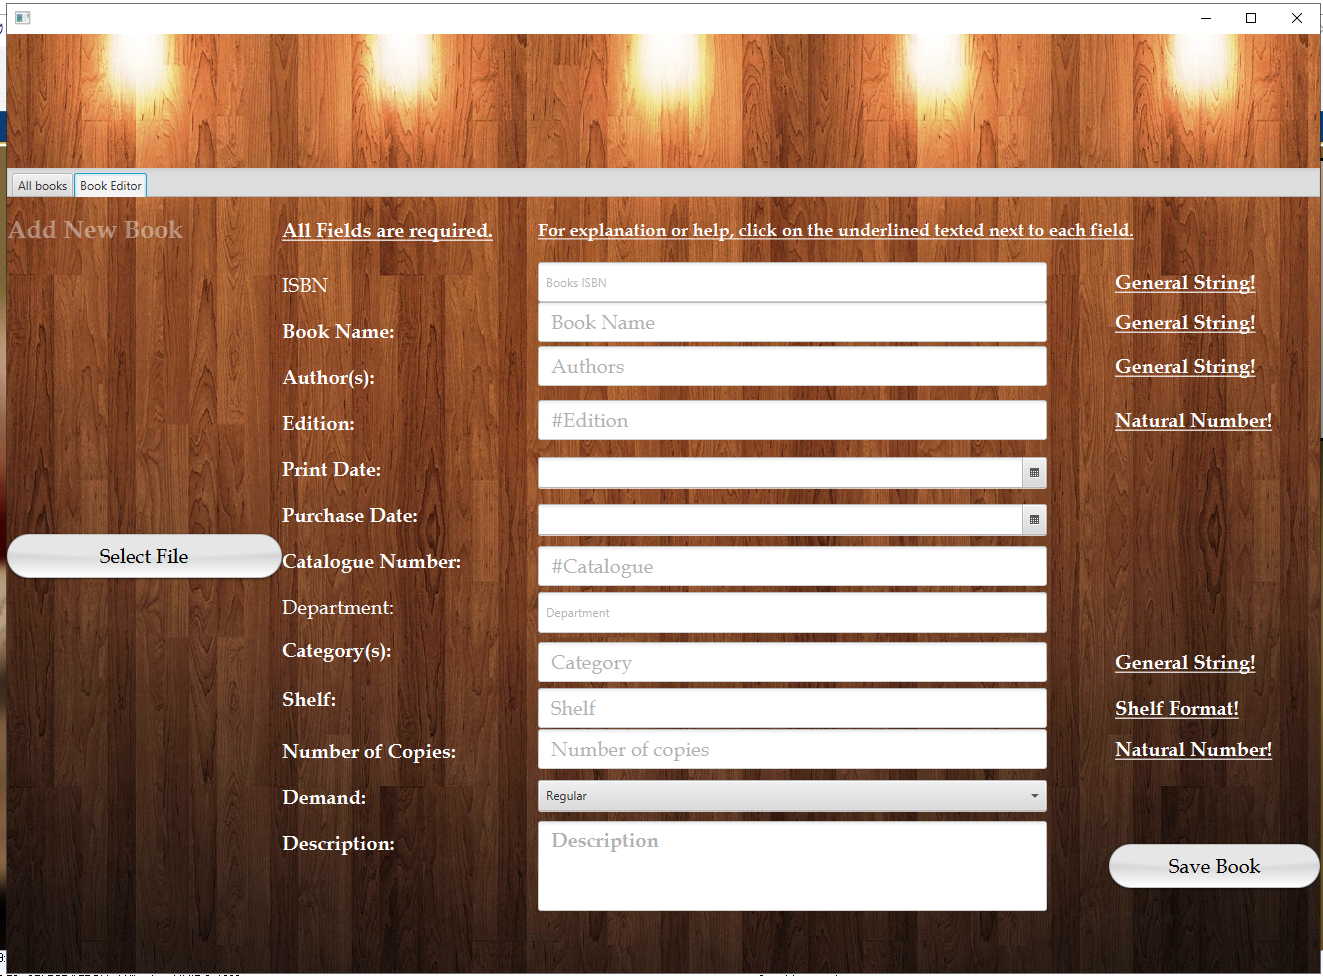 All books Book Editor
Add New Book All Fields are required. For explanation or help, click on the underlined texted next to each field.
ISBN Books ISBN General String!
Book Name: Book Name General String!
Author(s): Authors General String!
Edition: #Edition Natural Number!
Print Date:
Purchase Date:
Select File
Catalogue Number: #Catalogue
Department: Department
Category(s): Category General String!
Shelf: Shelf Shelf Format!
Number of Copies: Number of copies Natural Number!
Demand: Regular
Description: Description
Save Book